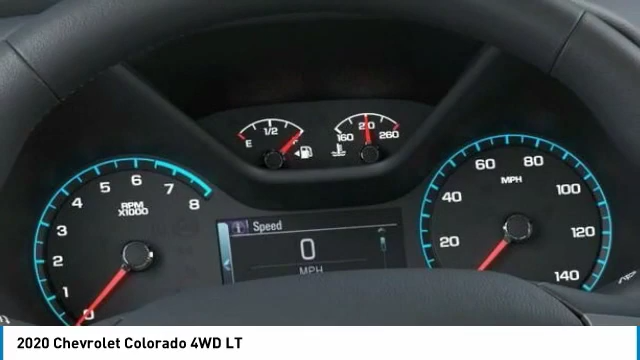 E 1/2 F
160 210 260
1 2 3 4 5 6 7 8
RPM
X1000
0
Speed
0
MPH
20 40 60 80 100 120 140
MPH
2020 Chevrolet Colorado 4WD LT